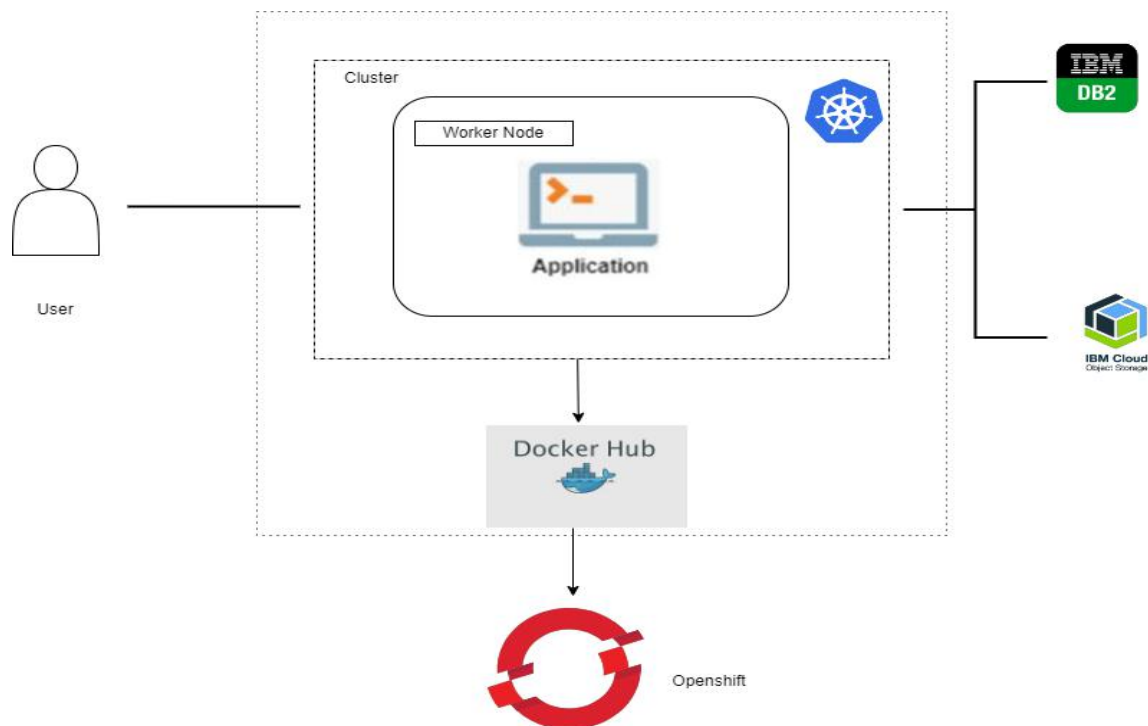 Cluster
IBM
DB2
Worker Node
Application
User
IBM Cloud
Object Storage
Docker Hub
Openshift